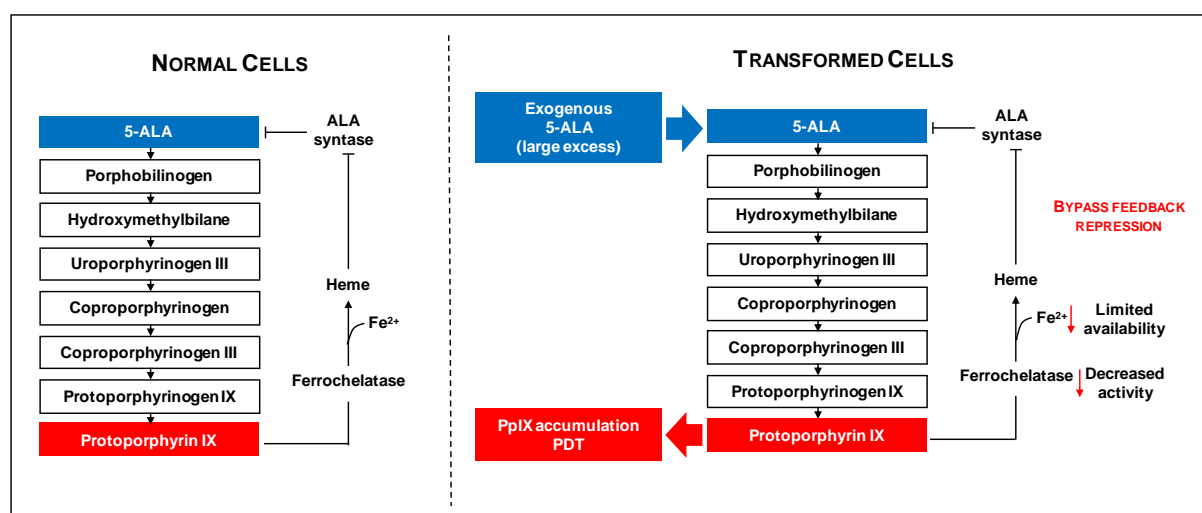 NORMAL CELLS
5-ALA
Porphobilinogen
Hydroxymethylbilane
Uroporphyrinogen III
Coproporphyrinogen
Coproporphyrinogen III
Protoporphyrinogen IX
Protoporphyrin IX
ALA
syntase
Heme
Fe²⁺
Ferrochelatase
TRANSFORMED CELLS
Exogenous
5-ALA
(large excess)
5-ALA
Porphobilinogen
Hydroxymethylbilane
Uroporphyrinogen III
Coproporphyrinogen
Coproporphyrinogen III
Protoporphyrinogen IX
Protoporphyrin IX
PpIX accumulation
PDT
ALA
syntase
BYPASS FEEDBACK
REPRESSION
Heme
Fe²⁺
Limited
availability
Ferrochelatase
Decreased
activity